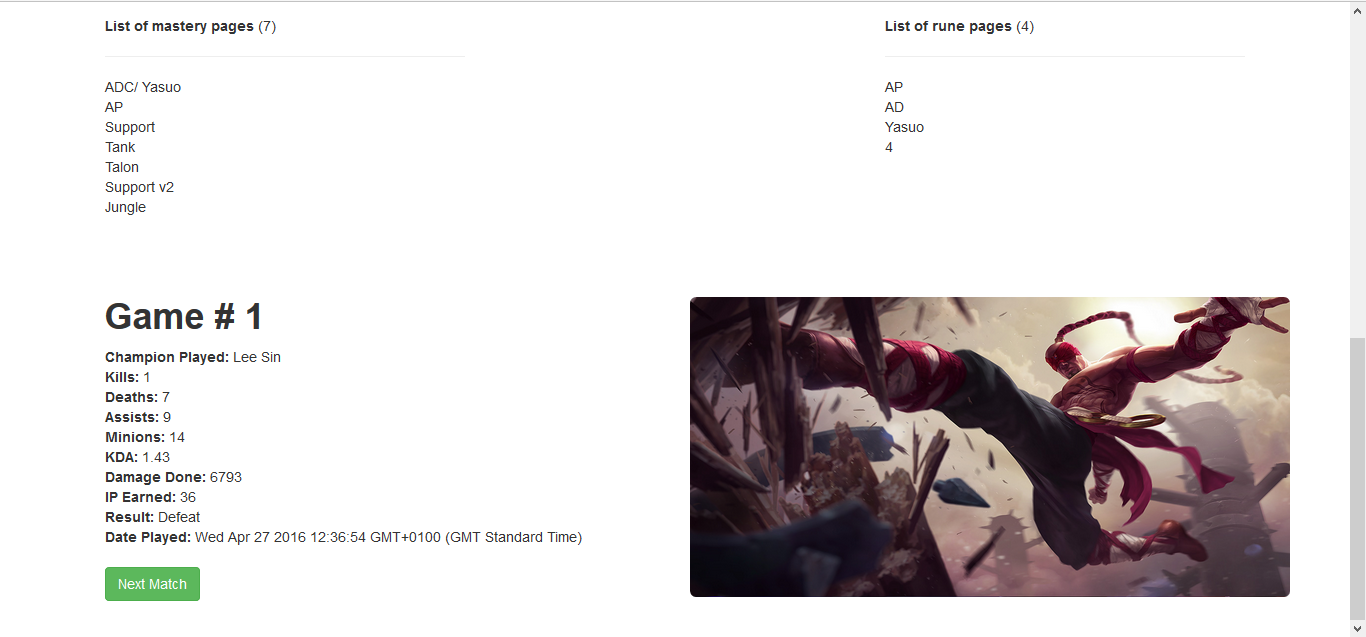 List of mastery pages (7)
ADC/ Yasuo
AP
Support
Tank
Talon
Support v2
Jungle
List of rune pages (4)
AP
AD
Yasuo
4
Game # 1
Champion Played: Lee Sin
Kills: 1
Deaths: 7
Assists: 9
Minions: 14
KDA: 1.43
Damage Done: 6793
IP Earned: 36
Result: Defeat
Date Played: Wed Apr 27 2016 12:36:54 GMT+0100 (GMT Standard Time)
Next Match